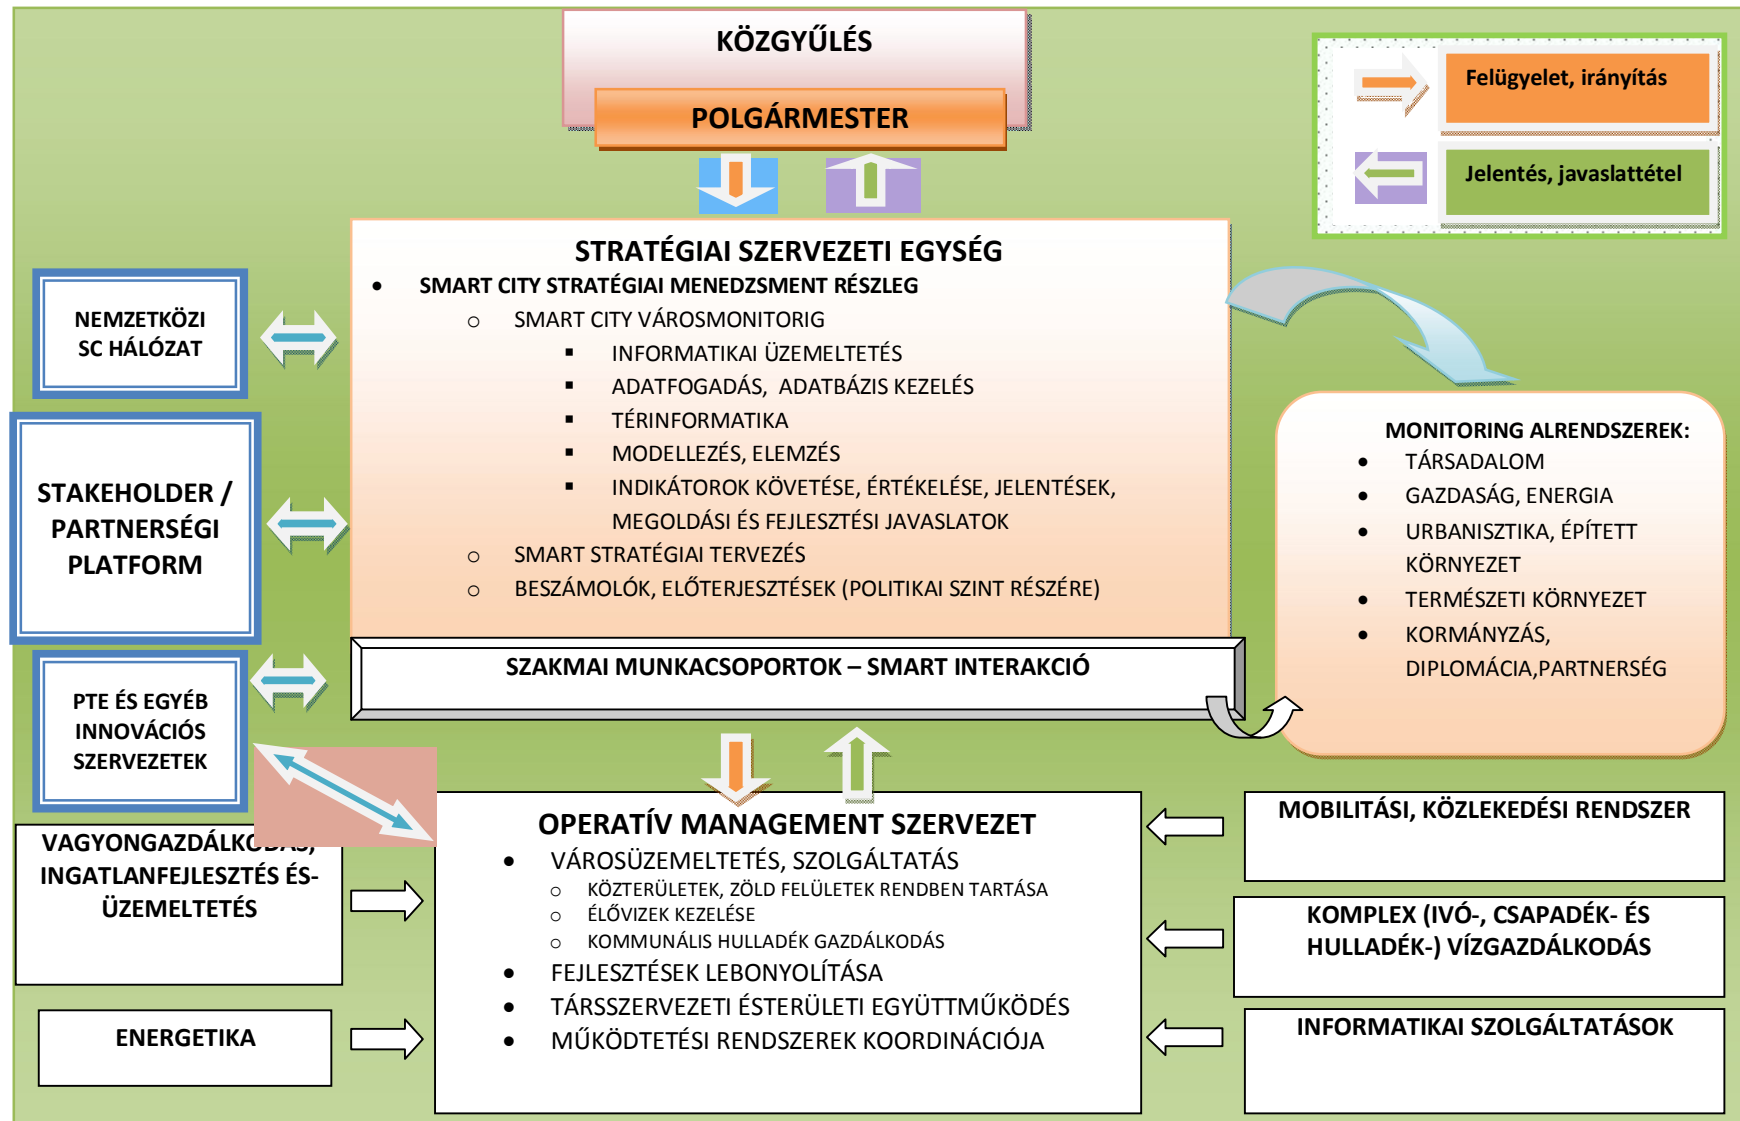 KÖZGYŰLÉS
POLGÁRMESTER
Felügyelet, irányítás
Jelentés, javaslattétel
STRATÉGIAI SZERVEZETI EGYSÉG
• SMART CITY STRATÉGIAI MENEDZSMENT RÉSZLEG
o SMART CITY VÁROSMONITORIG
▪ INFORMATIKAI ÜZEMELTETÉS
▪ ADATFOGADÁS, ADATBÁZIS KEZELÉS
▪ TÉRINFORMATIKA
▪ MODELLEZÉS, ELEMZÉS
▪ INDIKÁTOROK KÖVETÉSE, ÉRTÉKELÉSE, JELENTÉSEK,
MEGOLDÁSI ÉS FEJLESZTÉSI JAVASLATOK
o SMART STRATÉGIAI TERVEZÉS
o BESZÁMOLÓK, ELŐTERJESZTÉSEK (POLITIKAI SZINT RÉSZÉRE)
SZAKMAI MUNKACSOPORTOK – SMART INTERAKCIÓ
NEMZETKÖZI
SC HÁLÓZAT
STAKEHOLDER /
PARTNERSÉGI
PLATFORM
PTE ÉS EGYÉB
INNOVÁCIÓS
SZERVEZETEK
MONITORING ALRENDSZEREK:
• TÁRSADALOM
• GAZDASÁG, ENERGIA
• URBANISZTIKA, ÉPÍTETT
KÖRNYEZET
• TERMÉSZETI KÖRNYEZET
• KORMÁNYZÁS,
DIPLOMÁCIA,PARTNERSÉG
VAGYONGAZDÁLKODÁS,
INGATLANFEJLESZTÉS ÉS-
ÜZEMELTETÉS
ENERGETIKA
OPERATÍV MANAGEMENT SZERVEZET
• VÁROSÜZEMELTETÉS, SZOLGÁLTATÁS
o KÖZTERÜLETEK, ZÖLD FELÜLETEK RENDBEN TARTÁSA
o ÉLŐVIZEK KEZELÉSE
o KOMMUNÁLIS HULLADÉK GAZDÁLKODÁS
• FEJLESZTÉSEK LEBONYOLÍTÁSA
• TÁRSSZERVEZETI ÉSTERÜLETI EGYÜTTMŰKÖDÉS
• MŰKÖDTETÉSI RENDSZEREK KOORDINÁCIÓJA
MOBILITÁSI, KÖZLEKEDÉSI RENDSZER
KOMPLEX (IVÓ-, CSAPADÉK- ÉS
HULLADÉK-) VÍZGAZDÁLKODÁS
INFORMATIKAI SZOLGÁLTATÁSOK